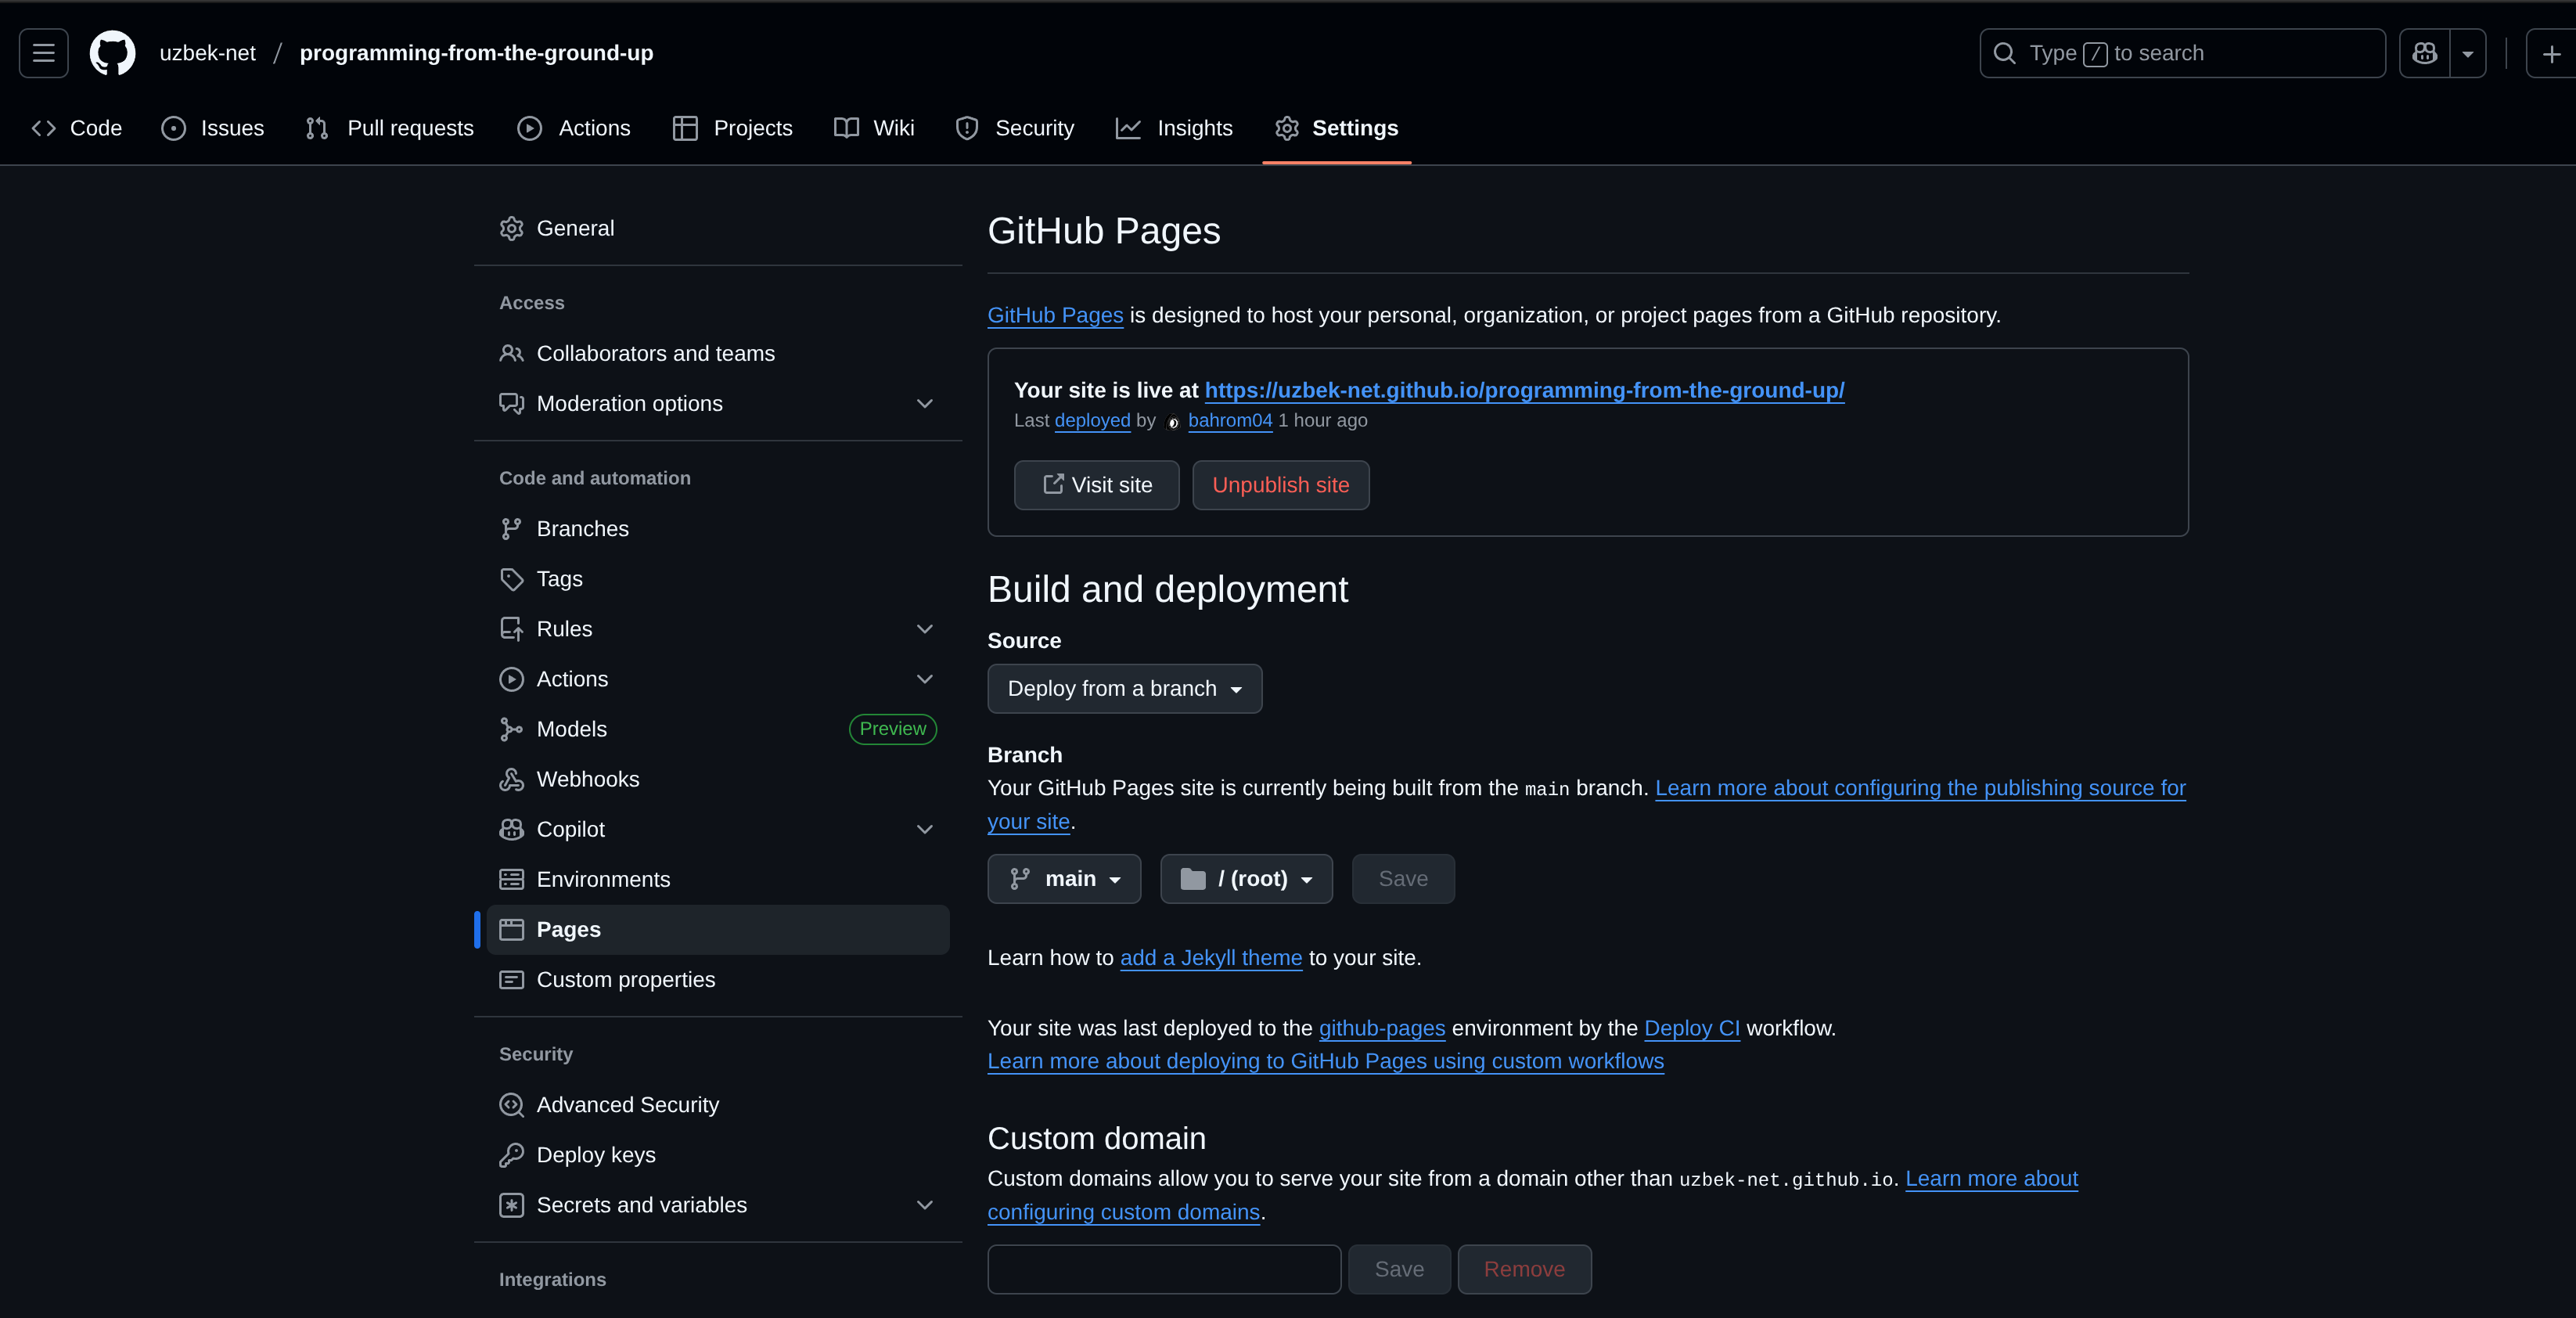 uzbek-net / programming-from-the-ground-up
Type / to search
Code Issues Pull requests Actions Projects Wiki Security Insights Settings
General
Access
Collaborators and teams
Moderation options
Code and automation
Branches
Tags
Rules
Actions
Models Preview
Webhooks
Copilot
Environments
Pages
Custom properties
Security
Advanced Security
Deploy keys
Secrets and variables
Integrations
GitHub Pages
GitHub Pages is designed to host your personal, organization, or project pages from a GitHub repository.
Your site is live at https://uzbek-net.github.io/programming-from-the-ground-up/
Last deployed by bahrom04 1 hour ago
Visit site Unpublish site
Build and deployment
Source
Deploy from a branch
Branch
Your GitHub Pages site is currently being built from the main branch. Learn more about configuring the publishing source for
your site.
main / (root) Save
Learn how to add a Jekyll theme to your site.
Your site was last deployed to the github-pages environment by the Deploy CI workflow.
Learn more about deploying to GitHub Pages using custom workflows
Custom domain
Custom domains allow you to serve your site from a domain other than uzbek-net.github.io. Learn more about
configuring custom domains.
Save Remove